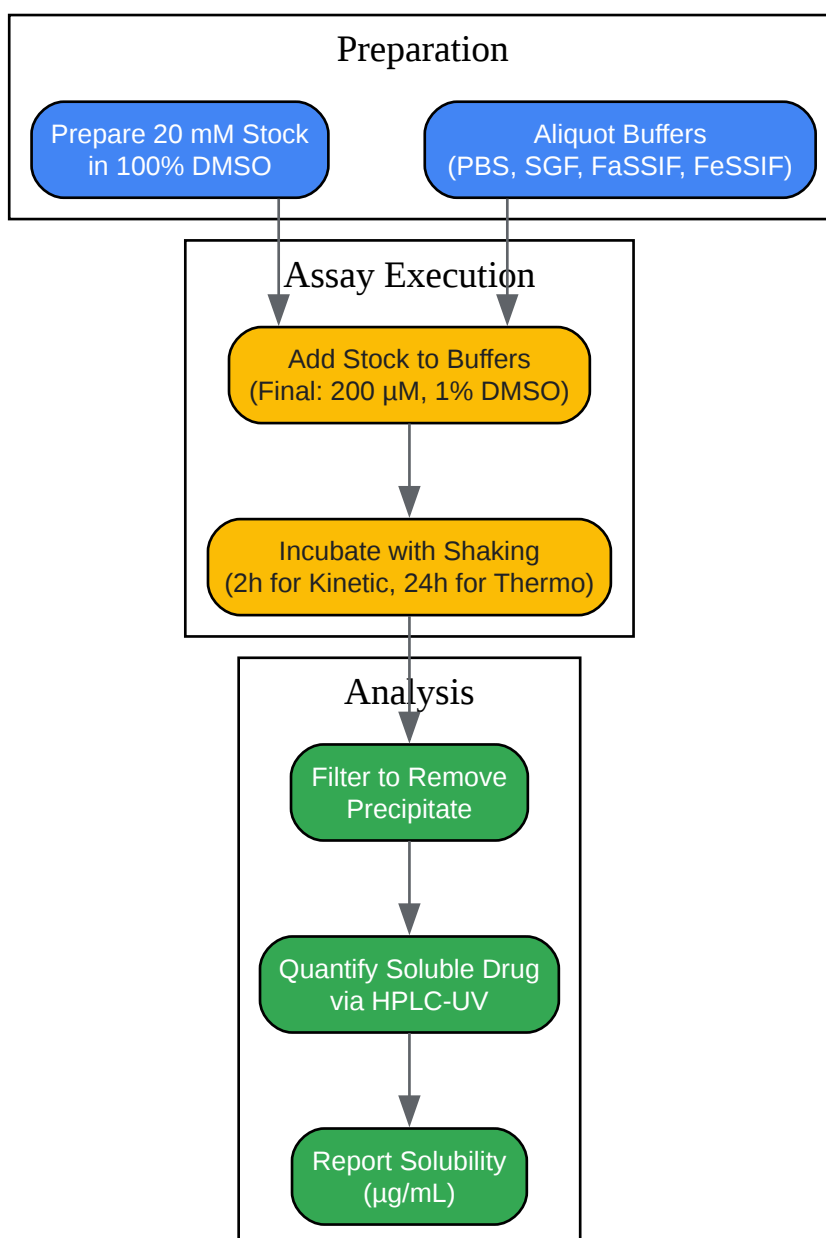 Preparation
Prepare 20 mM Stock
in 100% DMSO
Aliquot Buffers
(PBS, SGF, FaSSIF, FeSSIF)
Assay Execution
Add Stock to Buffers
(Final: 200 µM, 1% DMSO)
Incubate with Shaking
(2h for Kinetic, 24h for Thermo)
Analysis
Filter to Remove
Precipitate
Quantify Soluble Drug
via HPLC-UV
Report Solubility
(µg/mL)